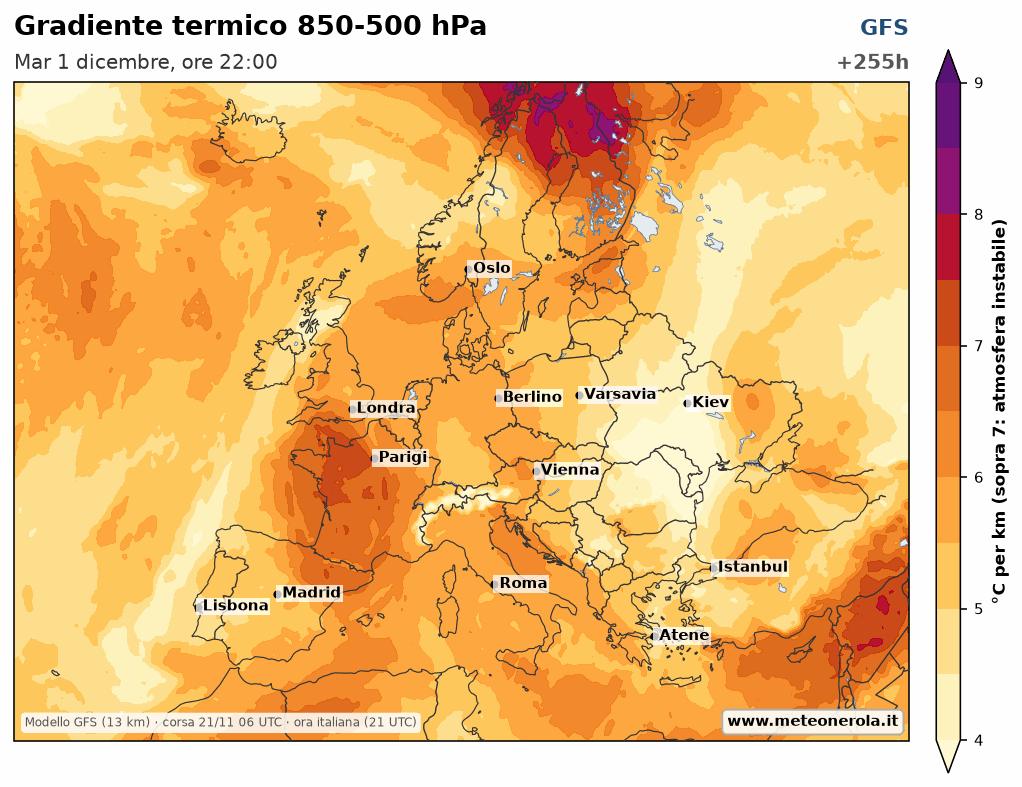 Gradiente termico 850-500 hPa
GFS
Mar 1 dicembre, ore 22:00
+255h
Oslo
Berlino
Varsavia
Kiev
Londra
Parigi
Vienna
Istanbul
Roma
Madrid
Lisbona
Atene
Modello GFS (13 km) · corsa 21/11 06 UTC · ora italiana (21 UTC)
www.meteonerola.it
9
8
7
6
5
4
°C per km (sopra 7: atmosfera instabile)